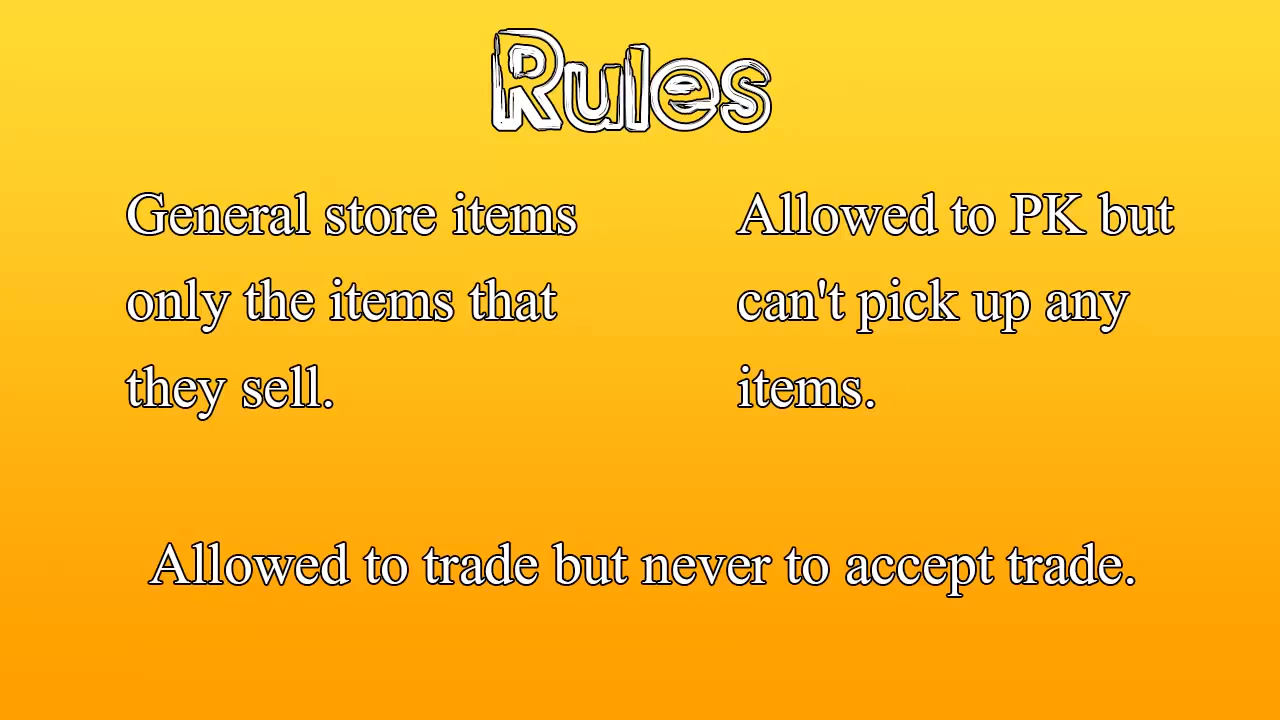 Rules
General store items
only the items that
they sell.
Allowed to PK but
can't pick up any
items.
Allowed to trade but never to accept trade.